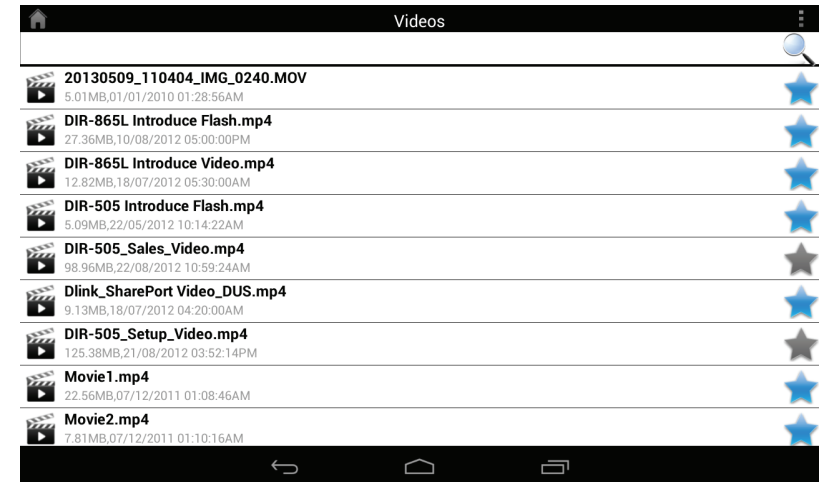 Videos
20130509_110404_IMG_0240.MOV
5.01MB,01/01/2010 01:28:56AM
DIR-865L Introduce Flash.mp4
27.36MB,10/08/2012 05:00:00PM
DIR-865L Introduce Video.mp4
12.82MB,18/07/2012 05:30:00AM
DIR-505 Introduce Flash.mp4
5.09MB,22/05/2012 10:14:22AM
DIR-505_Sales_Video.mp4
98.96MB,22/08/2012 10:59:24AM
Dlink_SharePort Video_DUS.mp4
9.13MB,18/07/2012 04:20:00AM
DIR-505_Setup_Video.mp4
125.38MB,21/08/2012 03:52:14PM
Movie1.mp4
22.56MB,07/12/2011 01:08:46AM
Movie2.mp4
7.81MB,07/12/2011 01:10:16AM